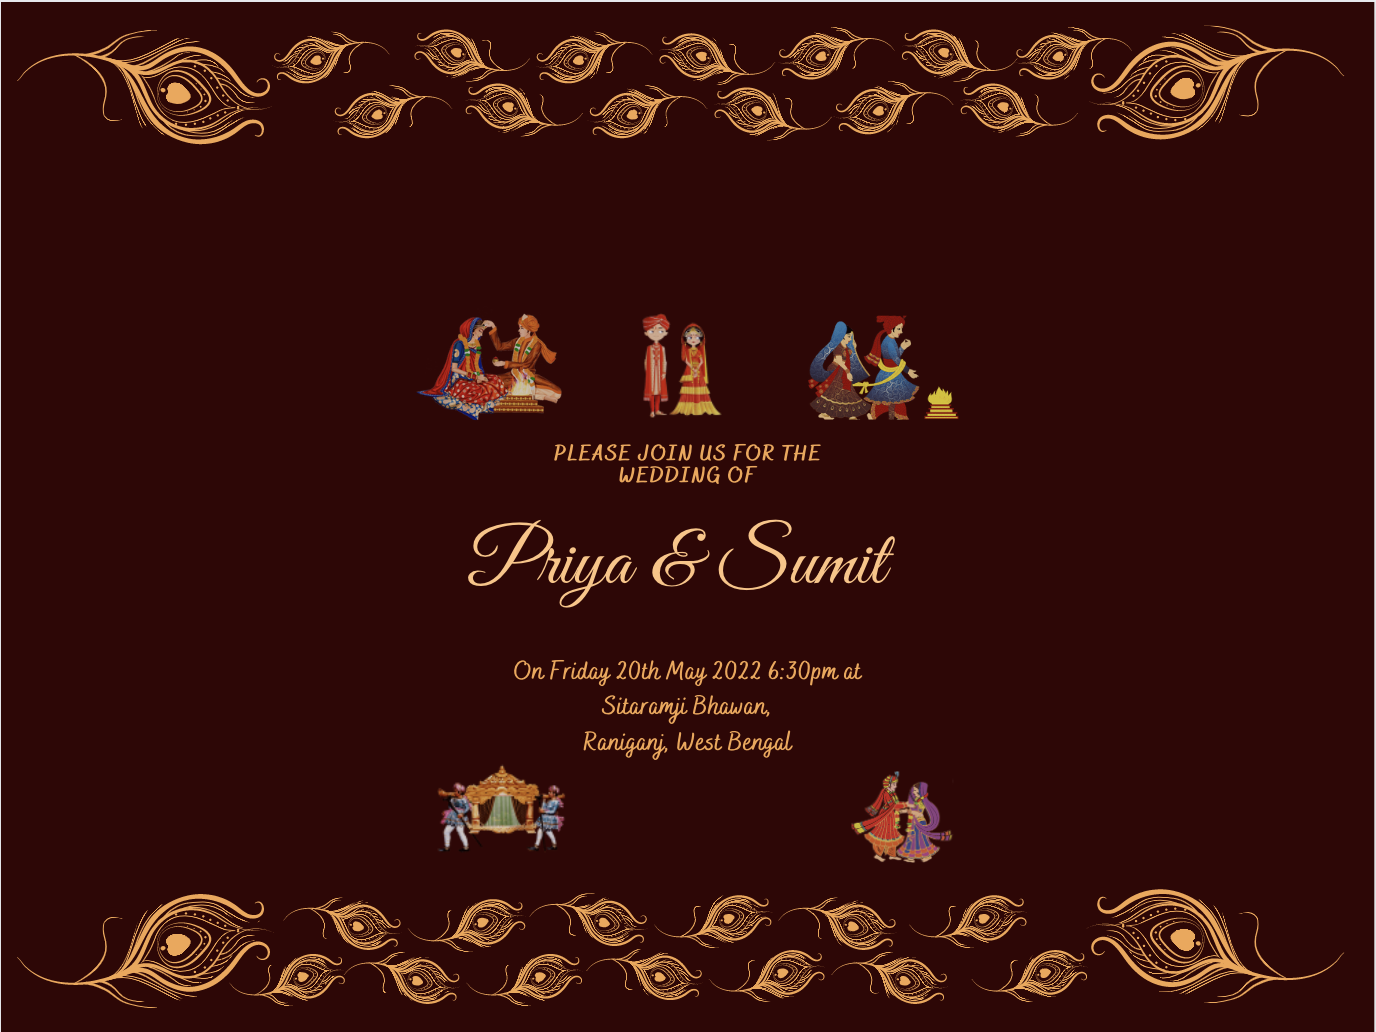 PLEASE JOIN US FOR THE
WEDDING OF
Priya & Sumit
On Friday 20th May 2022 6:30pm at
Sitaramji Bhawan,
Raniganj, West Bengal